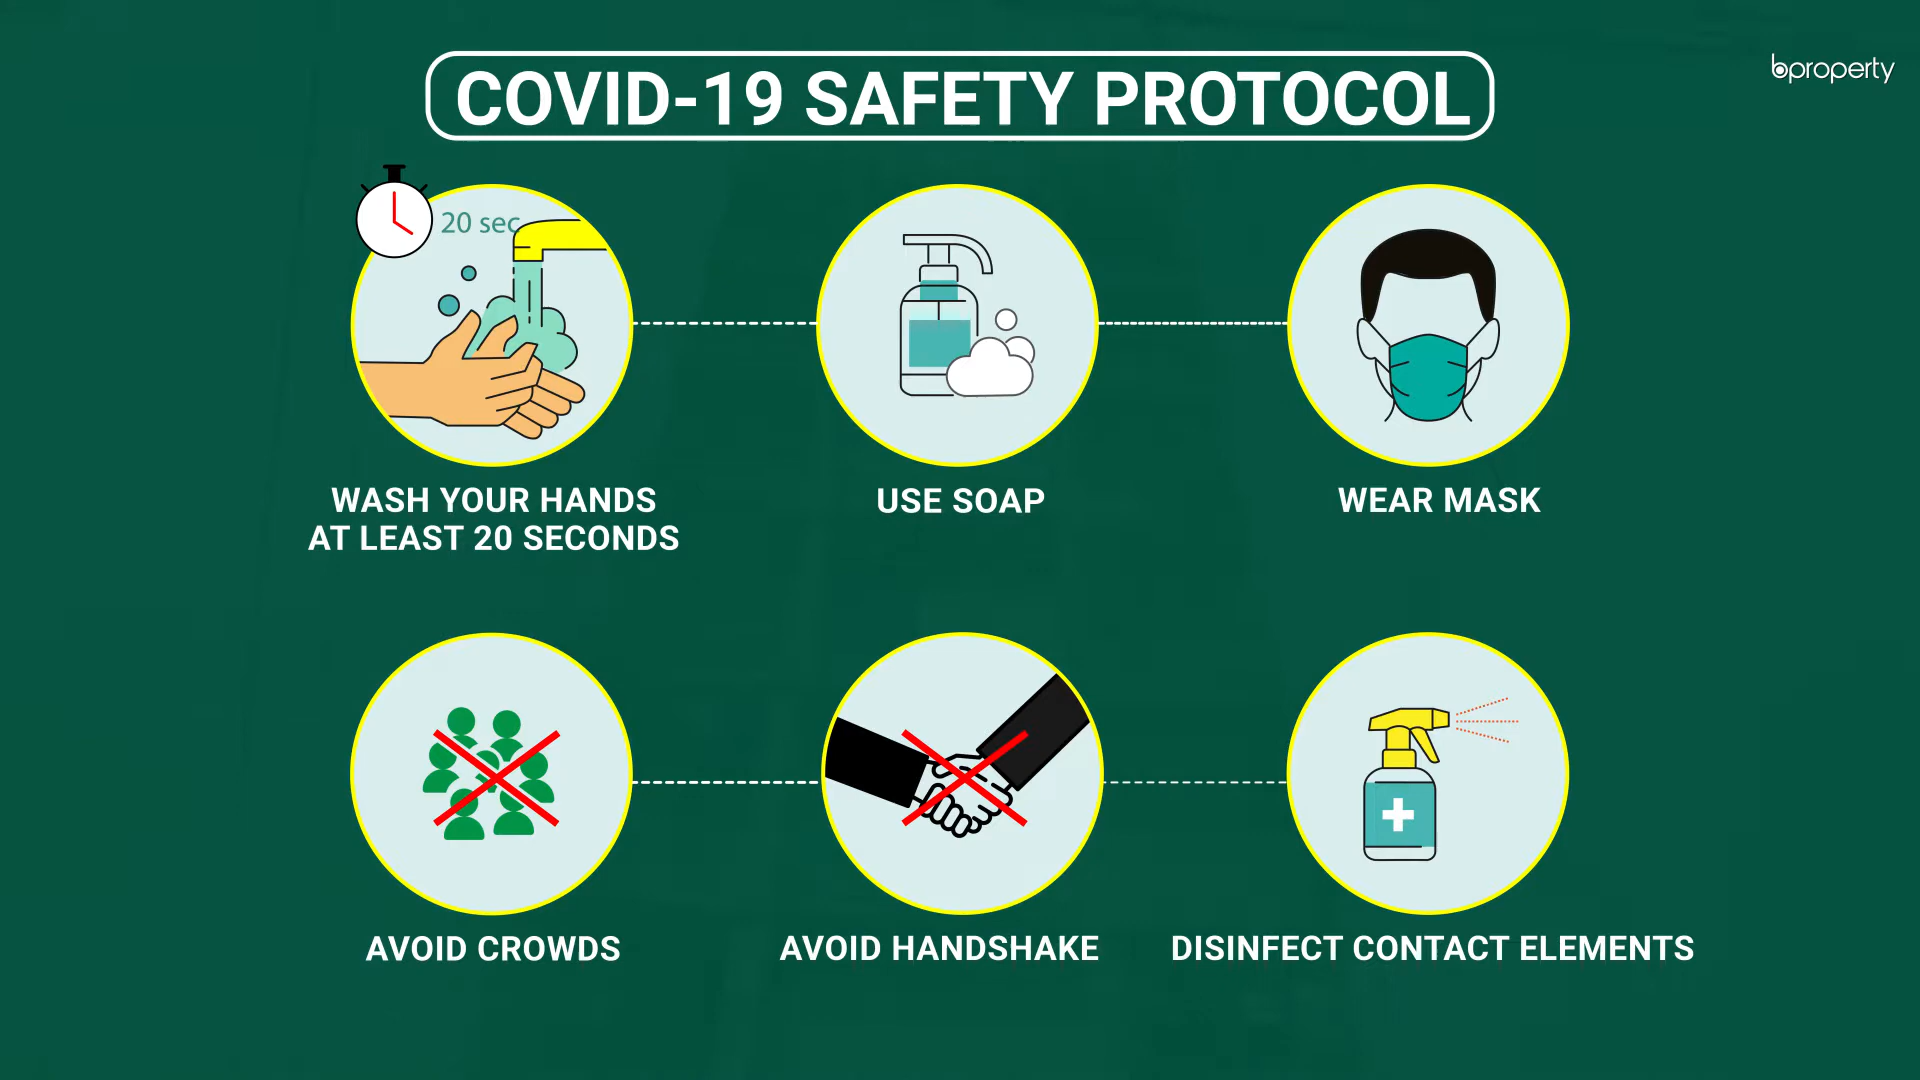 COVID-19 SAFETY PROTOCOL
bproperty
20 sec
WASH YOUR HANDS
AT LEAST 20 SECONDS
USE SOAP
WEAR MASK
AVOID CROWDS
AVOID HANDSHAKE
DISINFECT CONTACT ELEMENTS